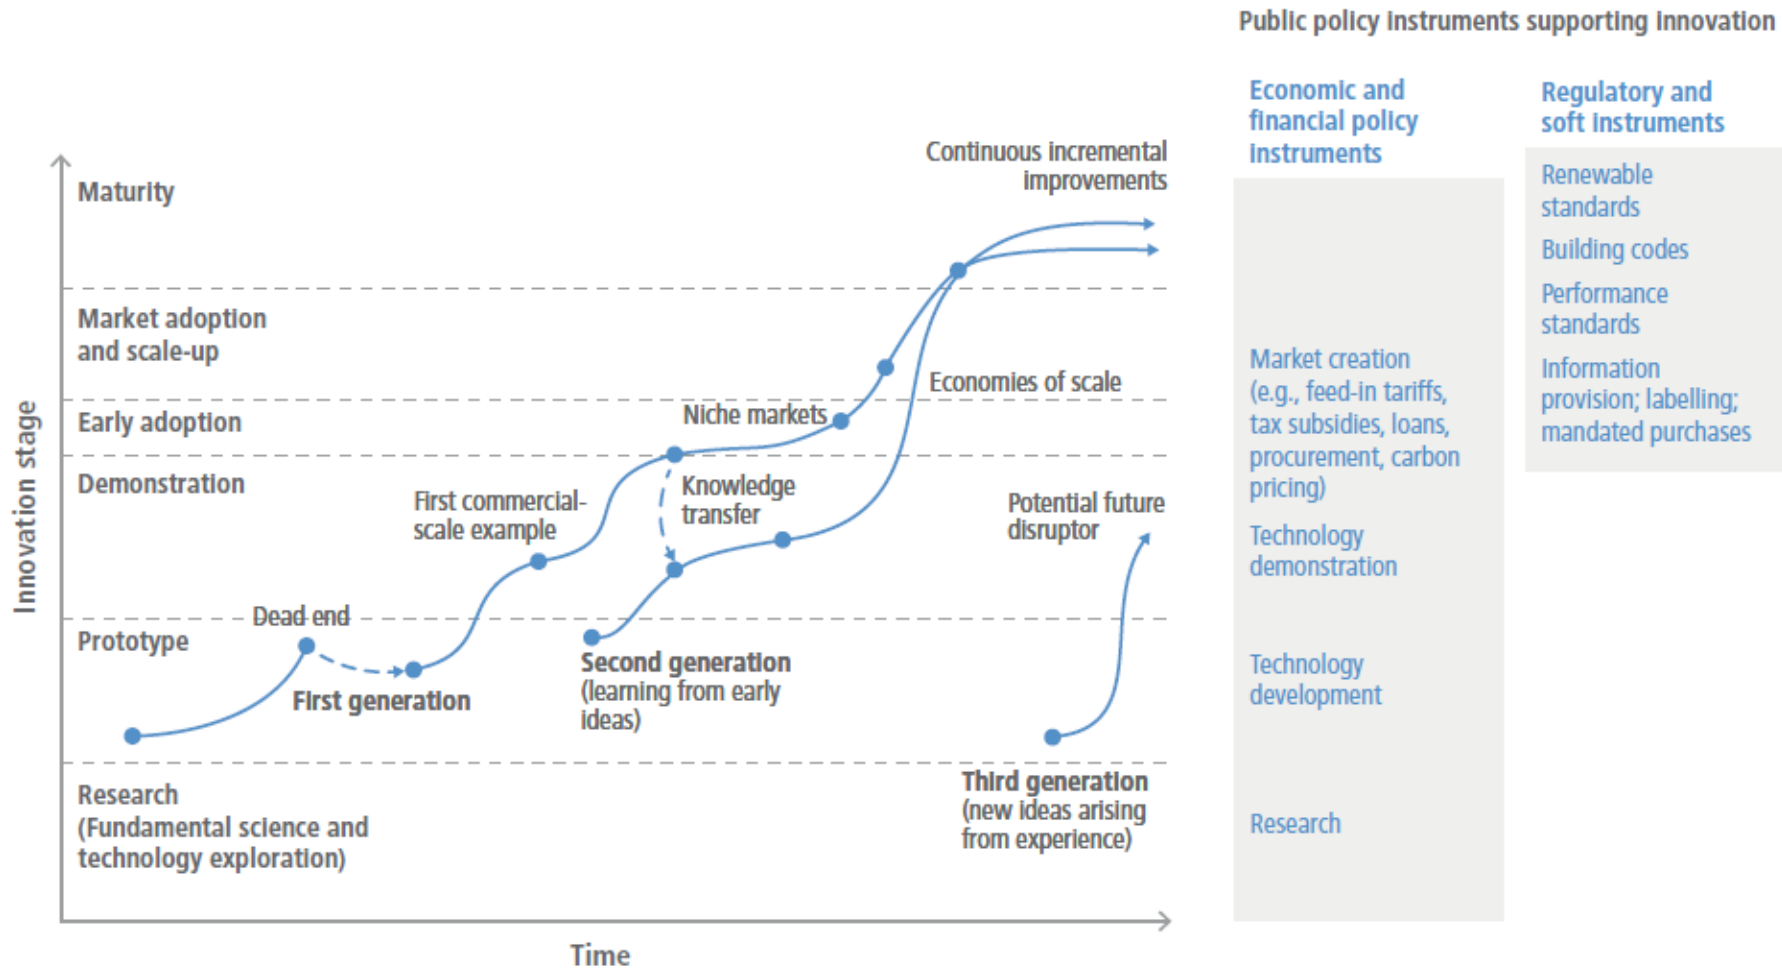 Public policy instruments supporting innovation
Economic and
financial policy
instruments
Regulatory and
soft instruments
Renewable
standards
Building codes
Performance
standards
Information
provision; labelling;
mandated purchases
Market creation
(e.g., feed-in tariffs,
tax subsidies, loans,
procurement, carbon
pricing)
Technology
demonstration
Technology
development
Research
Innovation stage
Maturity
Market adoption
and scale-up
Early adoption
Demonstration
Prototype
Research
(Fundamental science and
technology exploration)
Continuous incremental
improvements
Economies of scale
Niche markets
Knowledge
transfer
First commercial-
scale example
Potential future
disruptor
Dead end
First generation
Second generation
(learning from early
ideas)
Third generation
(new ideas arising
from experience)
Time